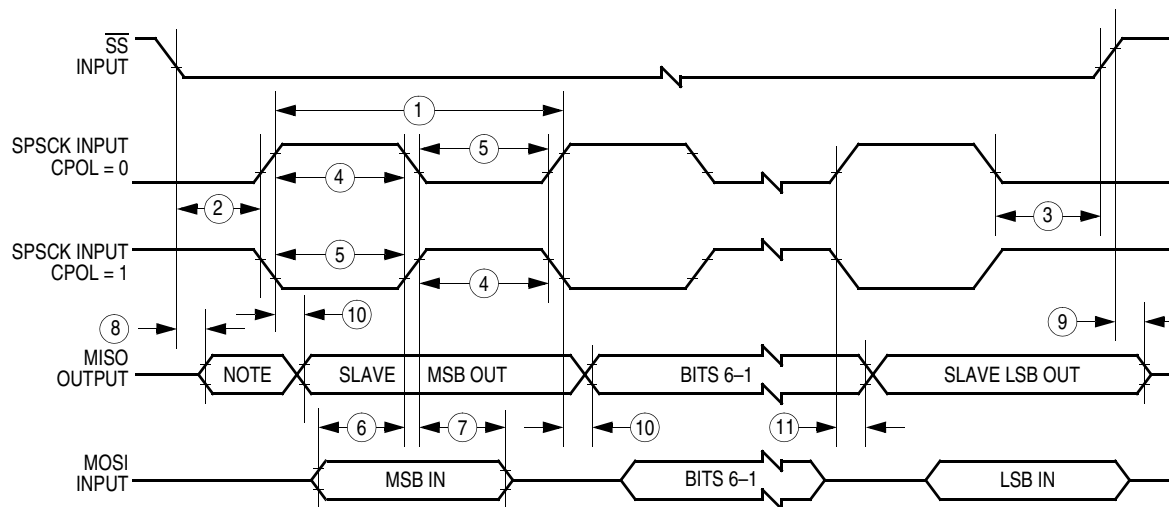 SS
INPUT
1
SPSCK INPUT
CPOL = 0
5
4
2
3
SPSCK INPUT
CPOL = 1
5
4
8
10
9
MISO
OUTPUT
NOTE
SLAVE MSB OUT
BITS 6–1
SLAVE LSB OUT
6
7
10
11
MOSI
INPUT
MSB IN
BITS 6–1
LSB IN